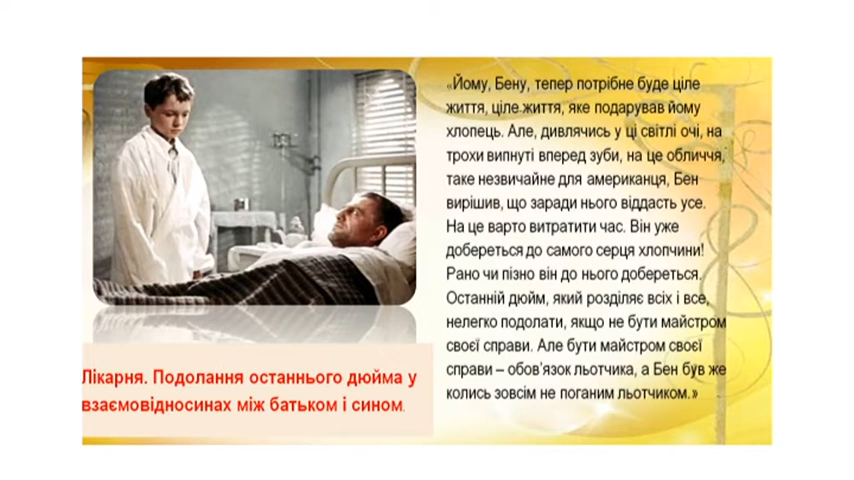 «Йому, Бену, тепер потрібне буде ціле
життя, ціле життя, яке подарував йому
хлопець. Але, дивлячись у ці світлі очі, на
трохи випнуті вперед зуби, на це обличчя,
таке незвичайне для американця, Бен
вирішив, що заради нього віддасть усе.
На це варто витратити час. Він уже
добереться до самого серця хлопчини!
Рано чи пізно він до нього добереться.
Останній дюйм, який розділяє всіх і все,
нелегко подолати, якщо не бути майстром
своєї справи. Але бути майстром своєї
справи – обов'язок льотчика, а Бен був же
колись зовсім не поганим льотчиком.»
Лікарня. Подолання останнього дюйма у
взаємовідносинах між батьком і сином.